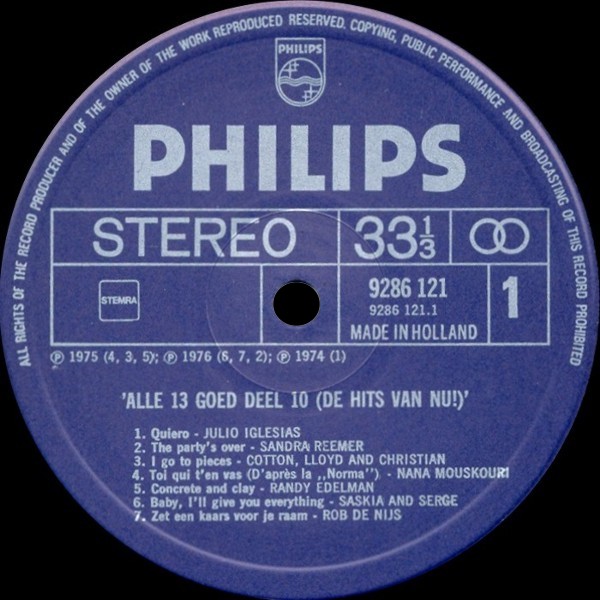 ALL RIGHTS OF THE RECORD PRODUCER AND OF THE OWNER OF THE WORK REPRODUCED RESERVED. COPYING, PUBLIC PERFORMANCE AND BROADCASTING OF THIS RECORD PROHIBITED
PHILIPS
PHILIPS
STEREO 33 1/3
STEMRA
9286 121
9286 121.1
MADE IN HOLLAND
1
Ⓟ 1975 (4, 3, 5); Ⓟ 1976 (6, 7, 2); Ⓟ 1974 (1)
'ALLE 13 GOED DEEL 10 (DE HITS VAN NU!)'
1. Quiero - JULIO IGLESIAS
2. The party's over - SANDRA REEMER
3. I go to pieces - COTTON, LLOYD AND CHRISTIAN
4. Toi qui t'en vas (D'après la ,,Norma") - NANA MOUSKOURI
5. Concrete and clay - RANDY EDELMAN
6. Baby, I'll give you everything - SASKIA AND SERGE
7. Zet een kaars voor je raam - ROB DE NIJS